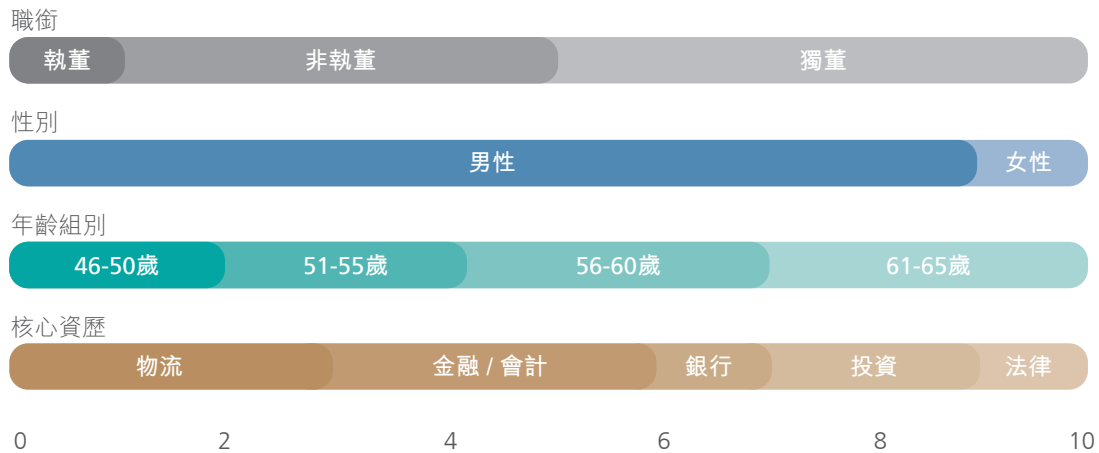 職銜
執董 非執董 獨董
性別
男性 女性
年齡組別
46-50歲 51-55歲 56-60歲 61-65歲
核心資歷
物流 金融 / 會計 銀行 投資 法律
0 2 4 6 8 10